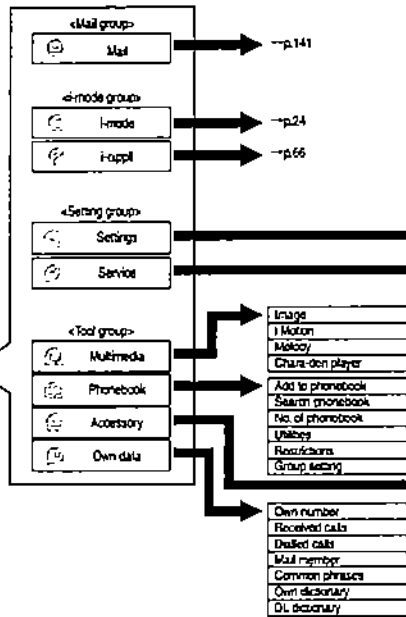 <Mail group>
Mail
→p.141
<i-mode group>
i-mode
→p.24
i-αppli
→p.66
<Setting group>
Settings
Service
<Tool group>
Multimedia
Phonebook
Accessory
Own data
Image
i Motion
Melody
Chara-den player
Add to phonebook
Search phonebook
No. of phonebook
Utilities
Restrictions
Group setting
Own number
Received calls
Dialled calls
Mail member
Common phrases
Own dictionary
DL dictionary